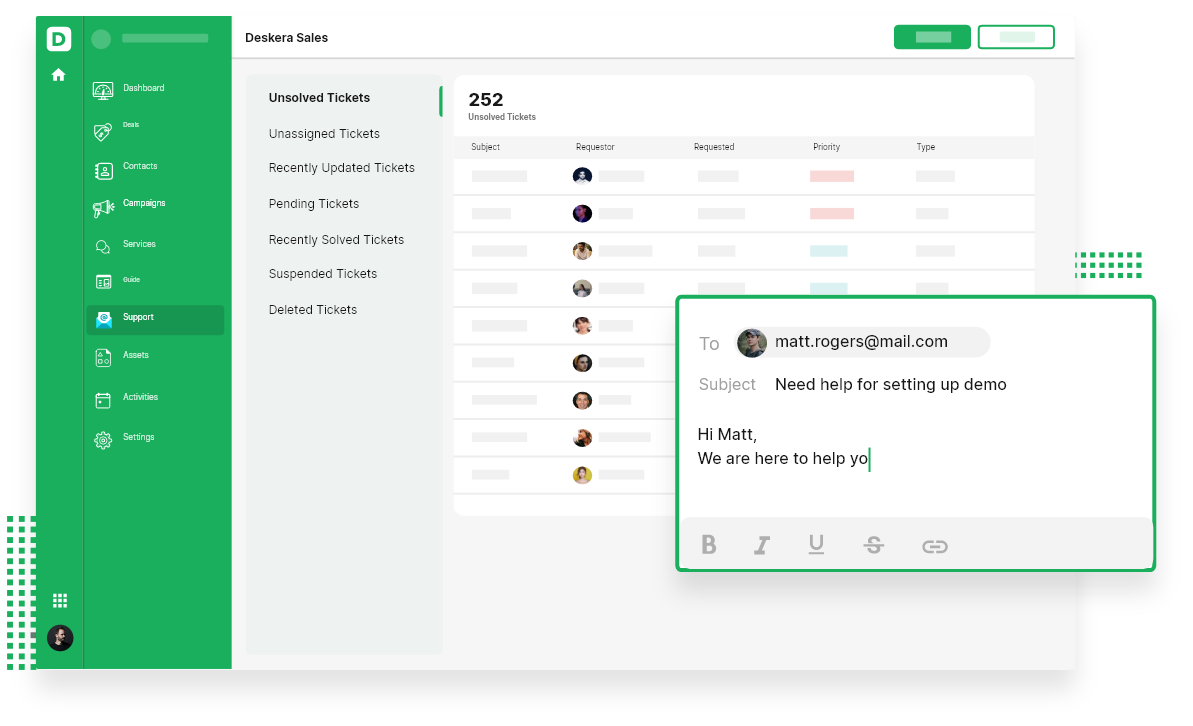 D
Deskera Sales
Dashboard
Deals
Contacts
Campaigns
Services
Guide
Support
Assets
Activities
Settings
Unsolved Tickets
Unassigned Tickets
Recently Updated Tickets
Pending Tickets
Recently Solved Tickets
Suspended Tickets
Deleted Tickets
252
Unsolved Tickets
Subject Requestor Requested Priority Type
To matt.rogers@mail.com
Subject Need help for setting up demo
Hi Matt,
We are here to help yo
B I U S